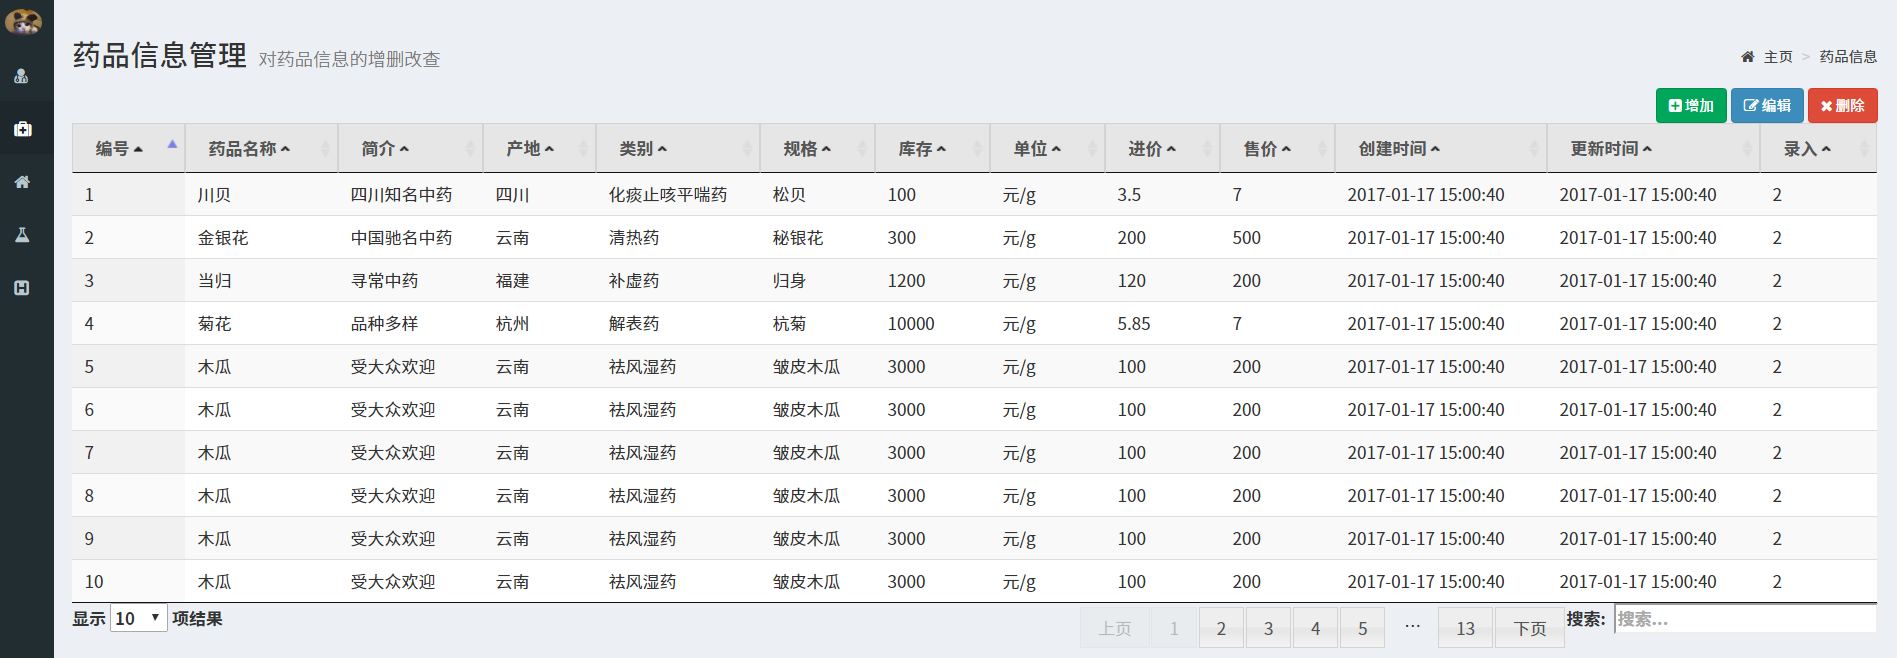 药品信息管理 对药品信息的增删改查
主页 > 药品信息
增加 编辑 删除
编号 药品名称 简介 产地 类别 规格 库存 单位 进价 售价 创建时间 更新时间 录入
1 川贝 四川知名中药 四川 化痰止咳平喘药 松贝 100 元/g 3.5 7 2017-01-17 15:00:40 2017-01-17 15:00:40 2
2 金银花 中国驰名中药 云南 清热药 秘银花 300 元/g 200 500 2017-01-17 15:00:40 2017-01-17 15:00:40 2
3 当归 寻常中药 福建 补虚药 归身 1200 元/g 120 200 2017-01-17 15:00:40 2017-01-17 15:00:40 2
4 菊花 品种多样 杭州 解表药 杭菊 10000 元/g 5.85 7 2017-01-17 15:00:40 2017-01-17 15:00:40 2
5 木瓜 受大众欢迎 云南 祛风湿药 皱皮木瓜 3000 元/g 100 200 2017-01-17 15:00:40 2017-01-17 15:00:40 2
6 木瓜 受大众欢迎 云南 祛风湿药 皱皮木瓜 3000 元/g 100 200 2017-01-17 15:00:40 2017-01-17 15:00:40 2
7 木瓜 受大众欢迎 云南 祛风湿药 皱皮木瓜 3000 元/g 100 200 2017-01-17 15:00:40 2017-01-17 15:00:40 2
8 木瓜 受大众欢迎 云南 祛风湿药 皱皮木瓜 3000 元/g 100 200 2017-01-17 15:00:40 2017-01-17 15:00:40 2
9 木瓜 受大众欢迎 云南 祛风湿药 皱皮木瓜 3000 元/g 100 200 2017-01-17 15:00:40 2017-01-17 15:00:40 2
10 木瓜 受大众欢迎 云南 祛风湿药 皱皮木瓜 3000 元/g 100 200 2017-01-17 15:00:40 2017-01-17 15:00:40 2
显示 10 项结果 上页 1 2 3 4 5 … 13 下页 搜索: 搜索...